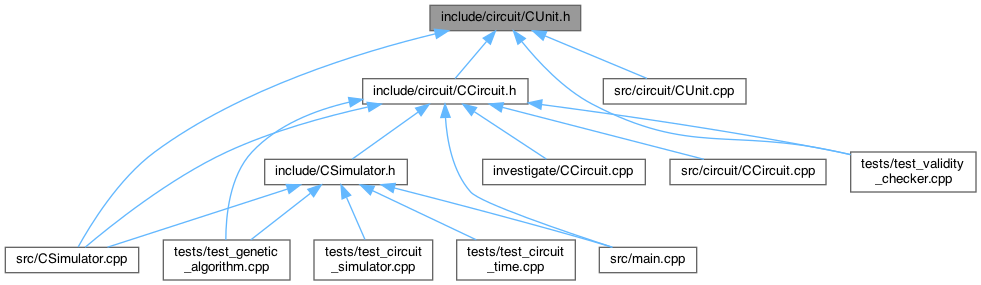 include/circuit/CUnit.h
include/circuit/CCircuit.h
src/circuit/CUnit.cpp
include/CSimulator.h
investigate/CCircuit.cpp
src/circuit/CCircuit.cpp
tests/test_validity
_checker.cpp
src/CSimulator.cpp
tests/test_genetic
_algorithm.cpp
tests/test_circuit
_simulator.cpp
tests/test_circuit
_time.cpp
src/main.cpp